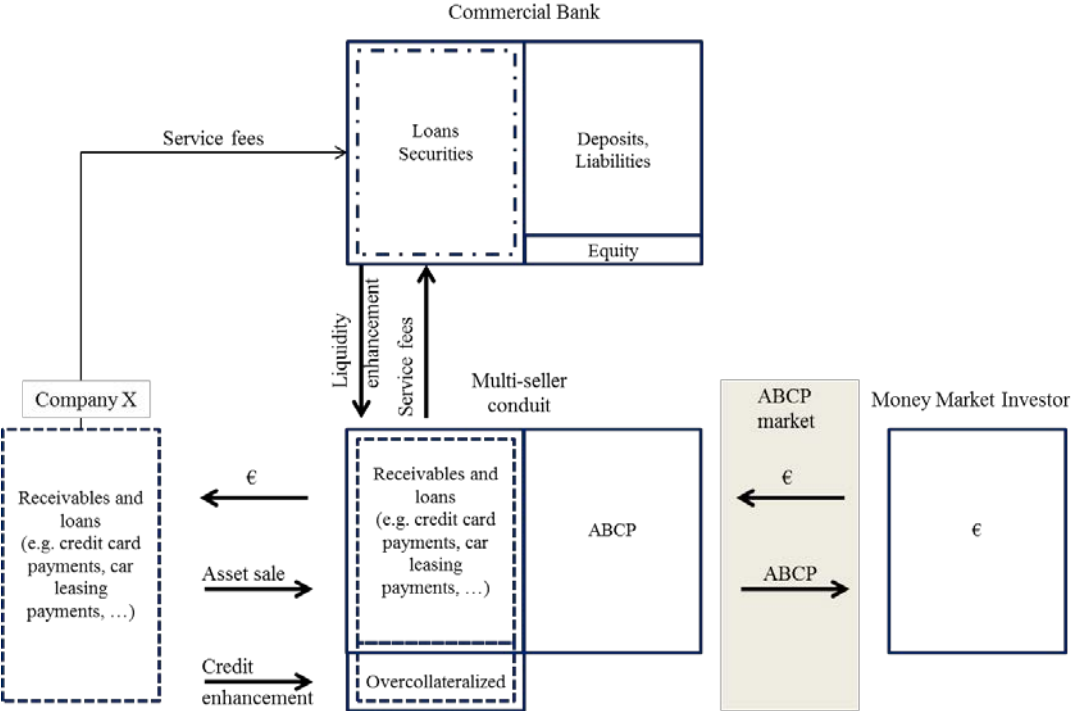 Commercial Bank
Service fees
Loans
Securities
Deposits,
Liabilities
Equity
Liquidity
enhancement
Service fees
Multi-seller
conduit
Company X
ABCP
market
Money Market Investor
Receivables and
loans
(e.g. credit card
payments, car
leasing
payments, …)
€
Asset sale
Credit
enhancement
Receivables and
loans
(e.g. credit card
payments, car
leasing
payments, …)
Overcollateralized
ABCP
€
ABCP
€